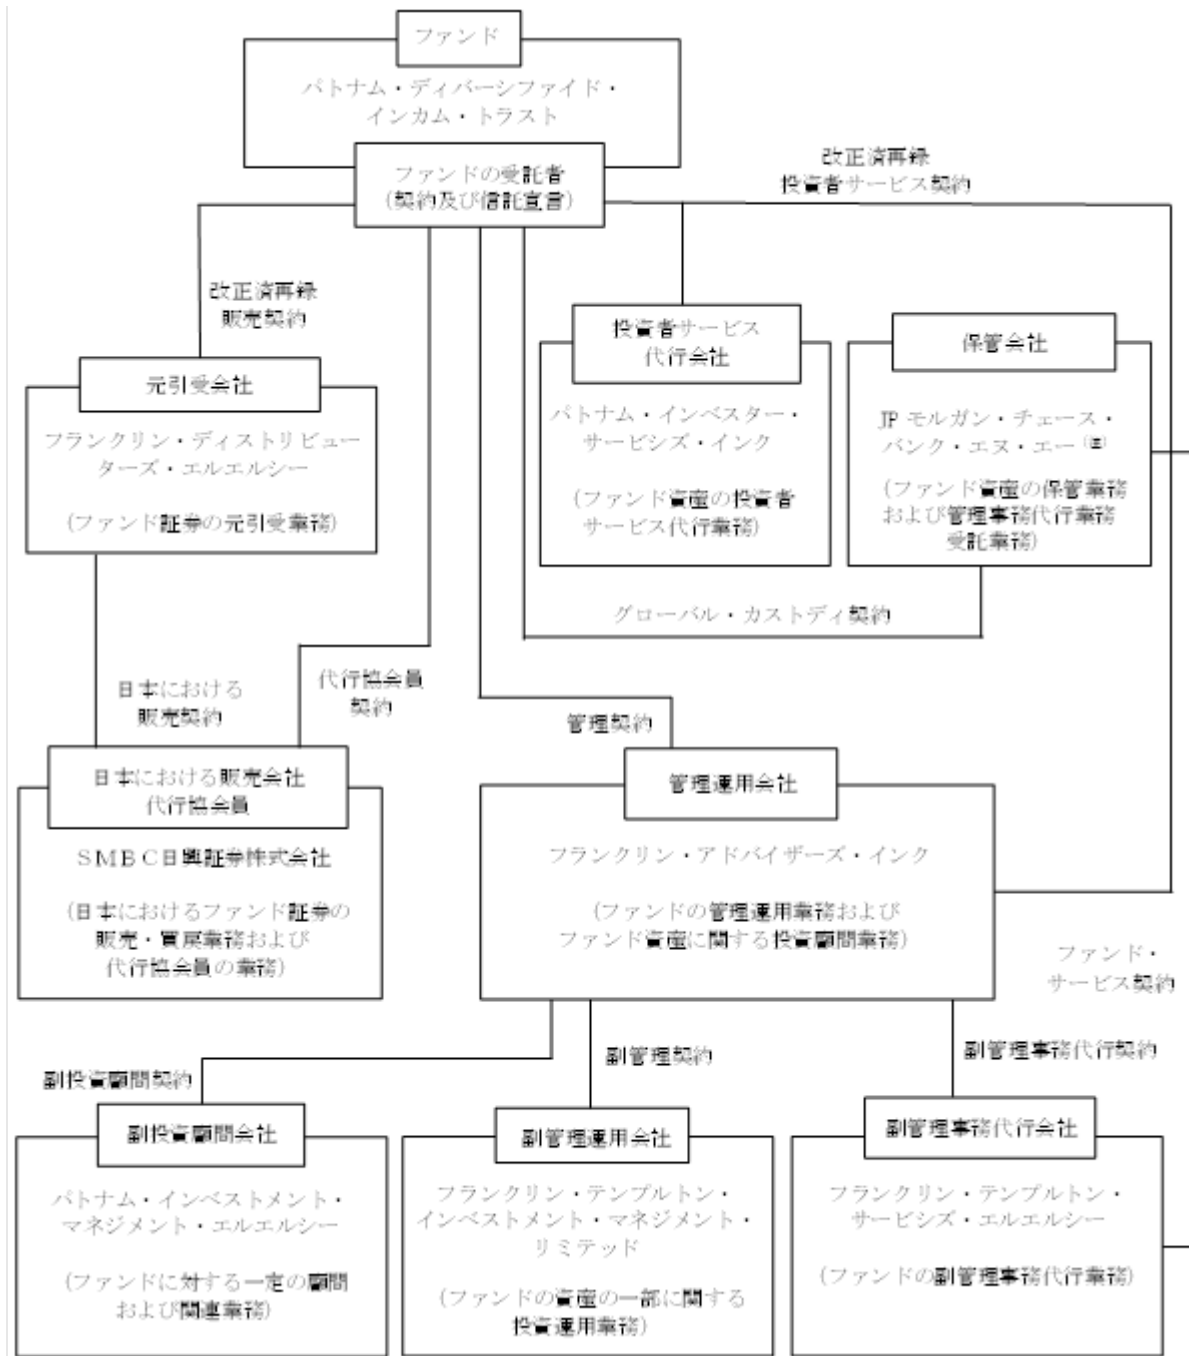 ファンド
パトナム・ディバーシファイド・
インカム・トラスト
ファンドの受託者
(契約及び信託宣言)
改正済再録
投資者サービス契約
改正済再録
販売契約
元引受会社
フランクリン・ディストリビュー
ターズ・エルエルシー
(ファンド証券の元引受業務)
投資者サービス
代行会社
パトナム・インベスター・
サービシズ・インク
(ファンド資産の投資者
サービス代行業務)
保管会社
JP モルガン・チェース・
バンク・エヌ・エー(注)
(ファンド資産の保管業務
および管理事務代行業務
受託業務)
グローバル・カストディ契約
日本における
販売契約
代行協会員
契約
管理契約
日本における販売会社
代行協会員
SMBC日興証券株式会社
(日本におけるファンド証券の
販売・買戻業務および
代行協会員の業務)
管理運用会社
フランクリン・アドバイザーズ・インク
(ファンドの管理運用業務および
ファンド資産に関する投資顧問業務)
ファンド・
サービス契約
副投資顧問契約
副管理契約
副管理事務代行契約
副投資顧問会社
パトナム・インベストメント・
マネジメント・エルエルシー
(ファンドに対する一定の顧問
および関連業務)
副管理運用会社
フランクリン・テンプルトン・
インベストメント・マネジメント・
リミテッド
(ファンドの資産の一部に関する
投資運用業務)
副管理事務代行会社
フランクリン・テンプルトン・
サービシズ・エルエルシー
(ファンドの副管理事務代行業務)